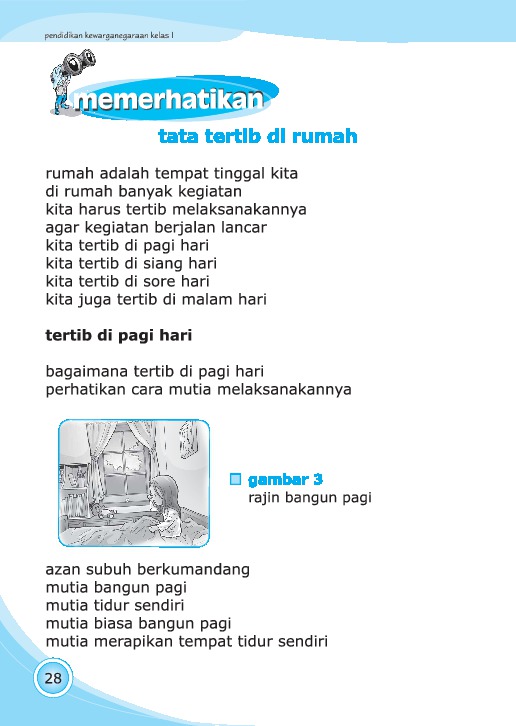 pendidikan kewarganegaraan kelas I
memerhatikan
tata tertib di rumah
rumah adalah tempat tinggal kita
di rumah banyak kegiatan
kita harus tertib melaksanakannya
agar kegiatan berjalan lancar
kita tertib di pagi hari
kita tertib di siang hari
kita tertib di sore hari
kita juga tertib di malam hari
tertib di pagi hari
bagaimana tertib di pagi hari
perhatikan cara mutia melaksanakannya
gambar 3
rajin bangun pagi
azan subuh berkumandang
mutia bangun pagi
mutia tidur sendiri
mutia biasa bangun pagi
mutia merapikan tempat tidur sendiri
28